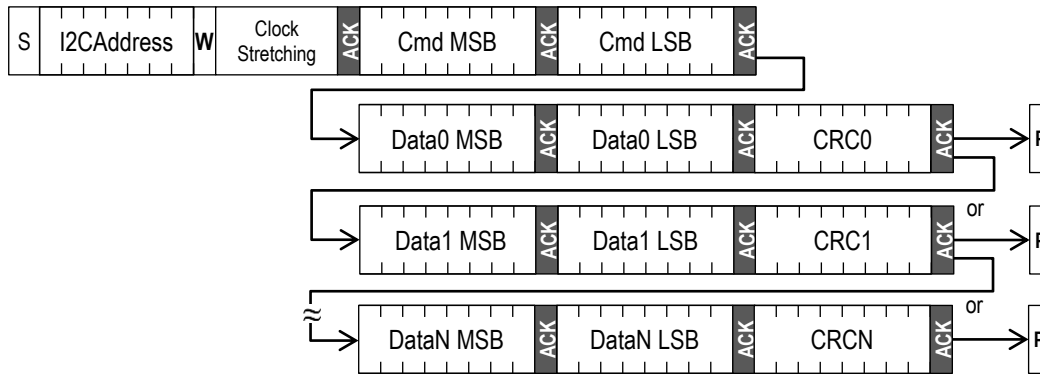 S I2CAddress W Clock Stretching ACK Cmd MSB ACK Cmd LSB ACK
Data0 MSB ACK Data0 LSB ACK CRC0 ACK P
or
Data1 MSB ACK Data1 LSB ACK CRC1 ACK P
or
≈
DataN MSB ACK DataN LSB ACK CRCN ACK P